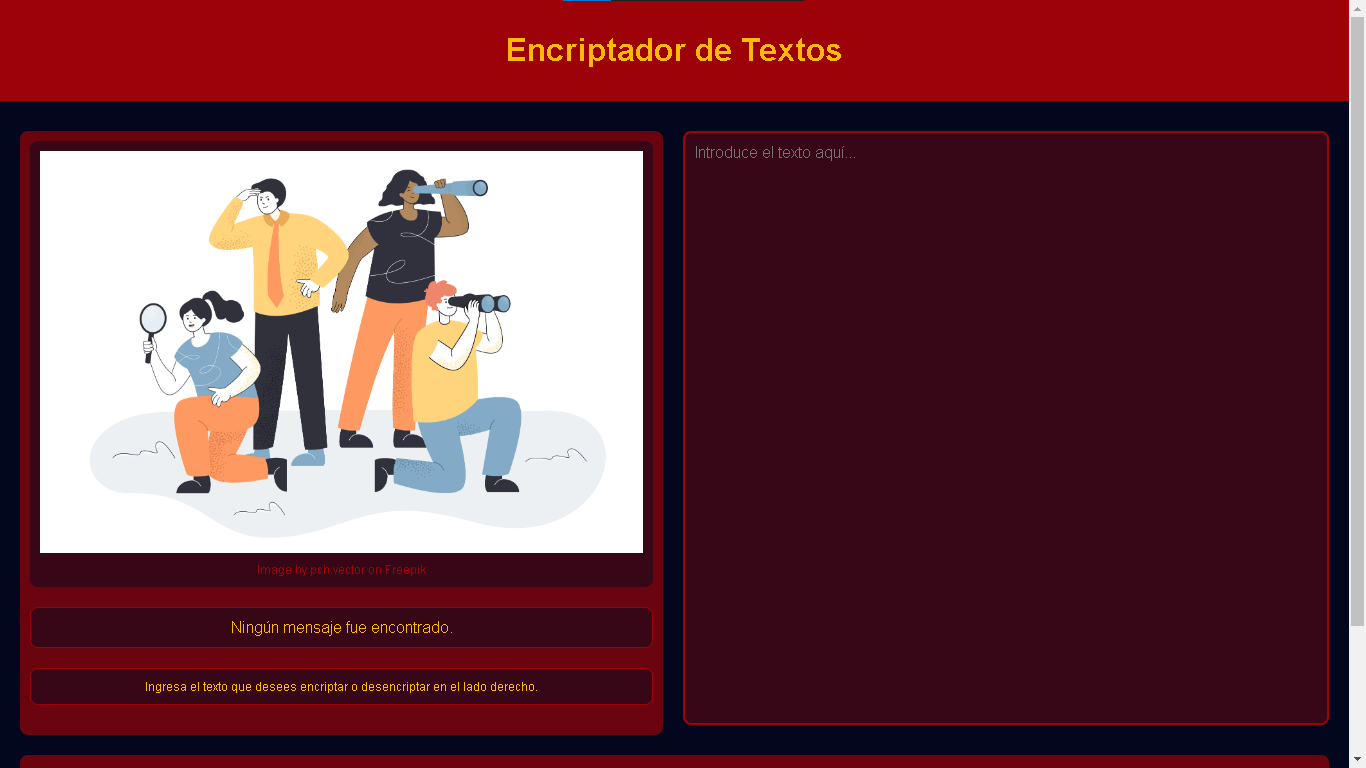 Encriptador de Textos
Introduce el texto aquí...
Image by pch.vector on Freepik
Ningún mensaje fue encontrado.
Ingresa el texto que desees encriptar o desencriptar en el lado derecho.